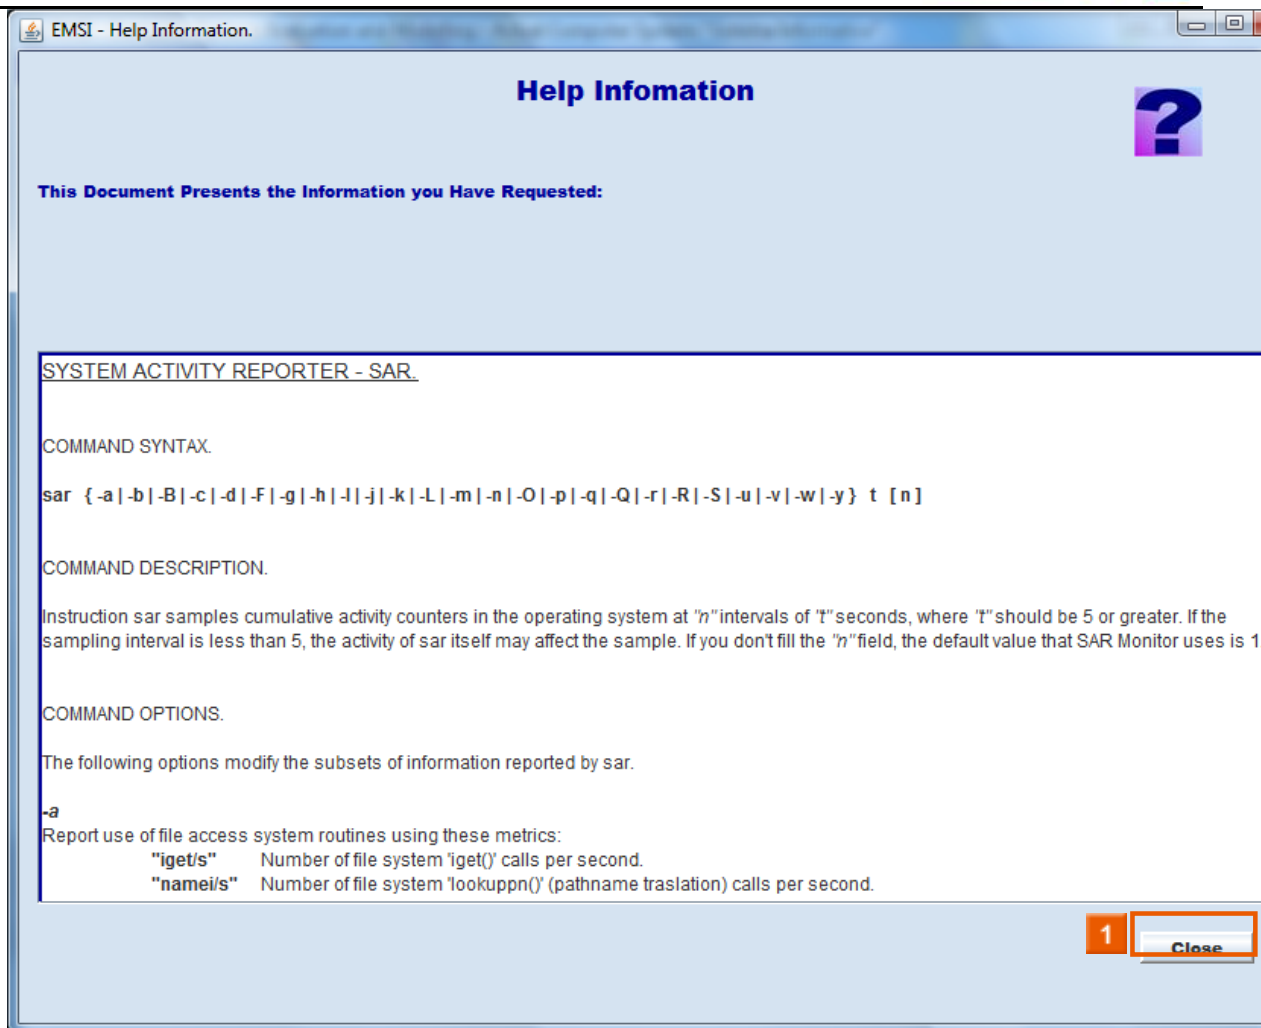 EMSI - Help Information.
Help Infomation
?
This Document Presents the Information you Have Requested:
SYSTEM ACTIVITY REPORTER - SAR.
COMMAND SYNTAX.
sar { -a | -b | -B | -c | -d | -F | -g | -h | -I | -j | -k | -L | -m | -n | -O | -p | -q | -Q | -r | -R | -S | -u | -v | -w | -y } t [ n ]
COMMAND DESCRIPTION.
Instruction sar samples cumulative activity counters in the operating system at "n" intervals of "t" seconds, where "t" should be 5 or greater. If the
sampling interval is less than 5, the activity of sar itself may affect the sample. If you don't fill the "n" field, the default value that SAR Monitor uses is 1
COMMAND OPTIONS.
The following options modify the subsets of information reported by sar.
-a
Report use of file access system routines using these metrics:
"iget/s" Number of file system 'iget()' calls per second.
"namei/s" Number of file system 'lookuppn()' (pathname traslation) calls per second.
1
Close